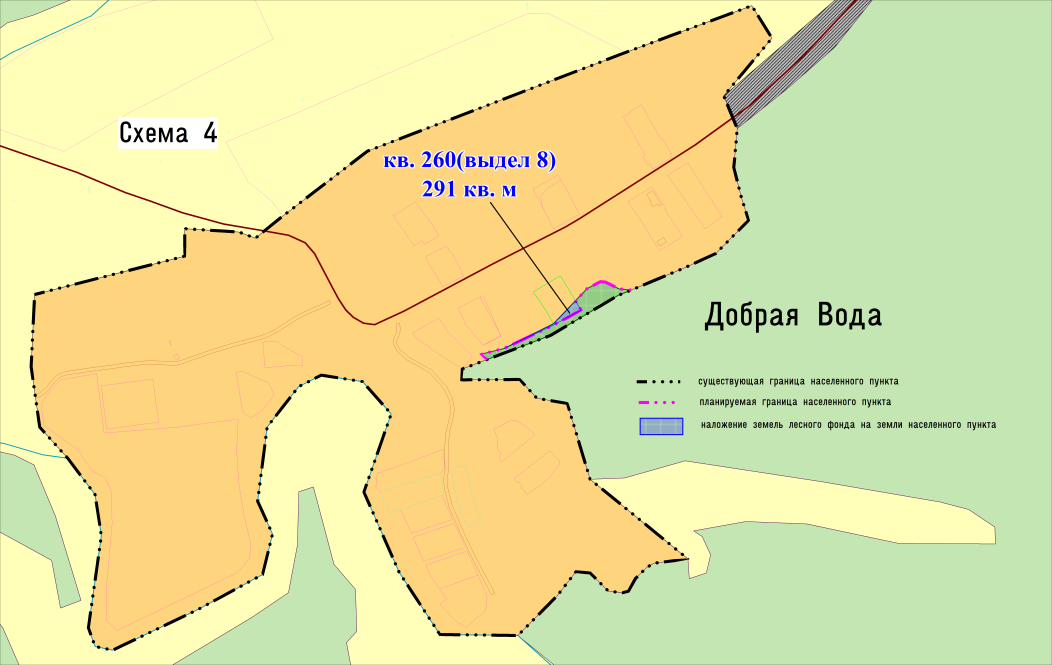 Схема 4
кв. 260(выдел 8)
291 кв. м
Добрая Вода
существующая граница населенного пункта
планируемая граница населенного пункта
наложение земель лесного фонда на земли населенного пункта